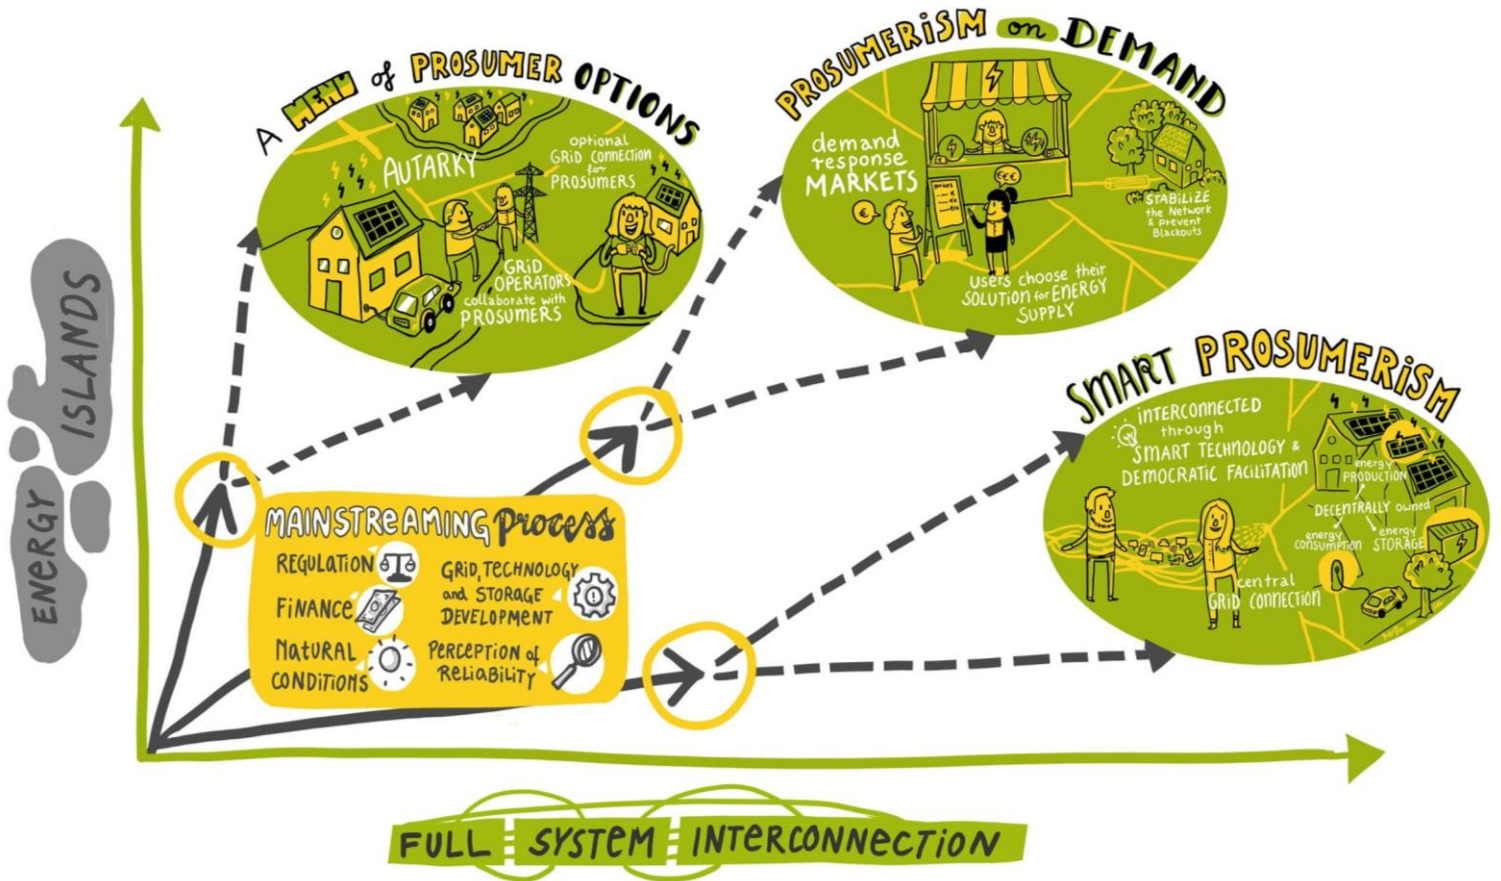 A MENU of PROSUMER OPTIONS
AUTARKY
optional
GRID CONNECTION
for
PROSUMERS
GRID
OPERATORS
collaborate with
PROSUMERS
PROSUMERISM on DEMAND
demand
response
MARKETS
€
€€€
PRICES
STABILIZE
the Network
& Prevent
Blackouts
Users choose their
SOLUTION for ENERGY
SUPPLY
SMART PROSUMERISM
INTERCONNECTED
through
SMART TECHNOLOGY &
DEMOCRATIC FACILITATION
energy
PRODUCTION
DECENTRALLY owned
energy
CONSUMPTION
energy
STORAGE
central
GRID CONNECTION
ENERGY
ISLANDS
MAINSTREAMING Process
REGULATION
FINANCE
NATURAL
CONDITIONS
GRID, TECHNOLOGY
and STORAGE
DEVELOPMENT
PERCEPTION of
RELIABILITY
FULL SYSTEM INTERCONNECTION